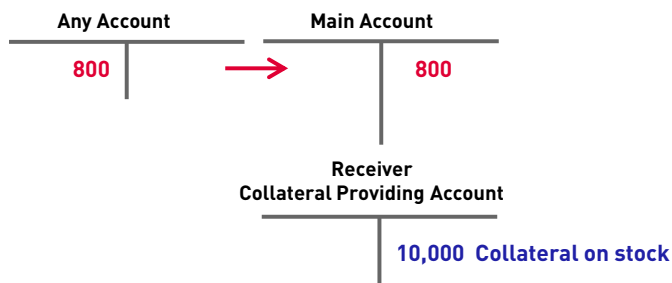 Any Account
Main Account
800
800
Receiver
Collateral Providing Account
10,000 Collateral on stock